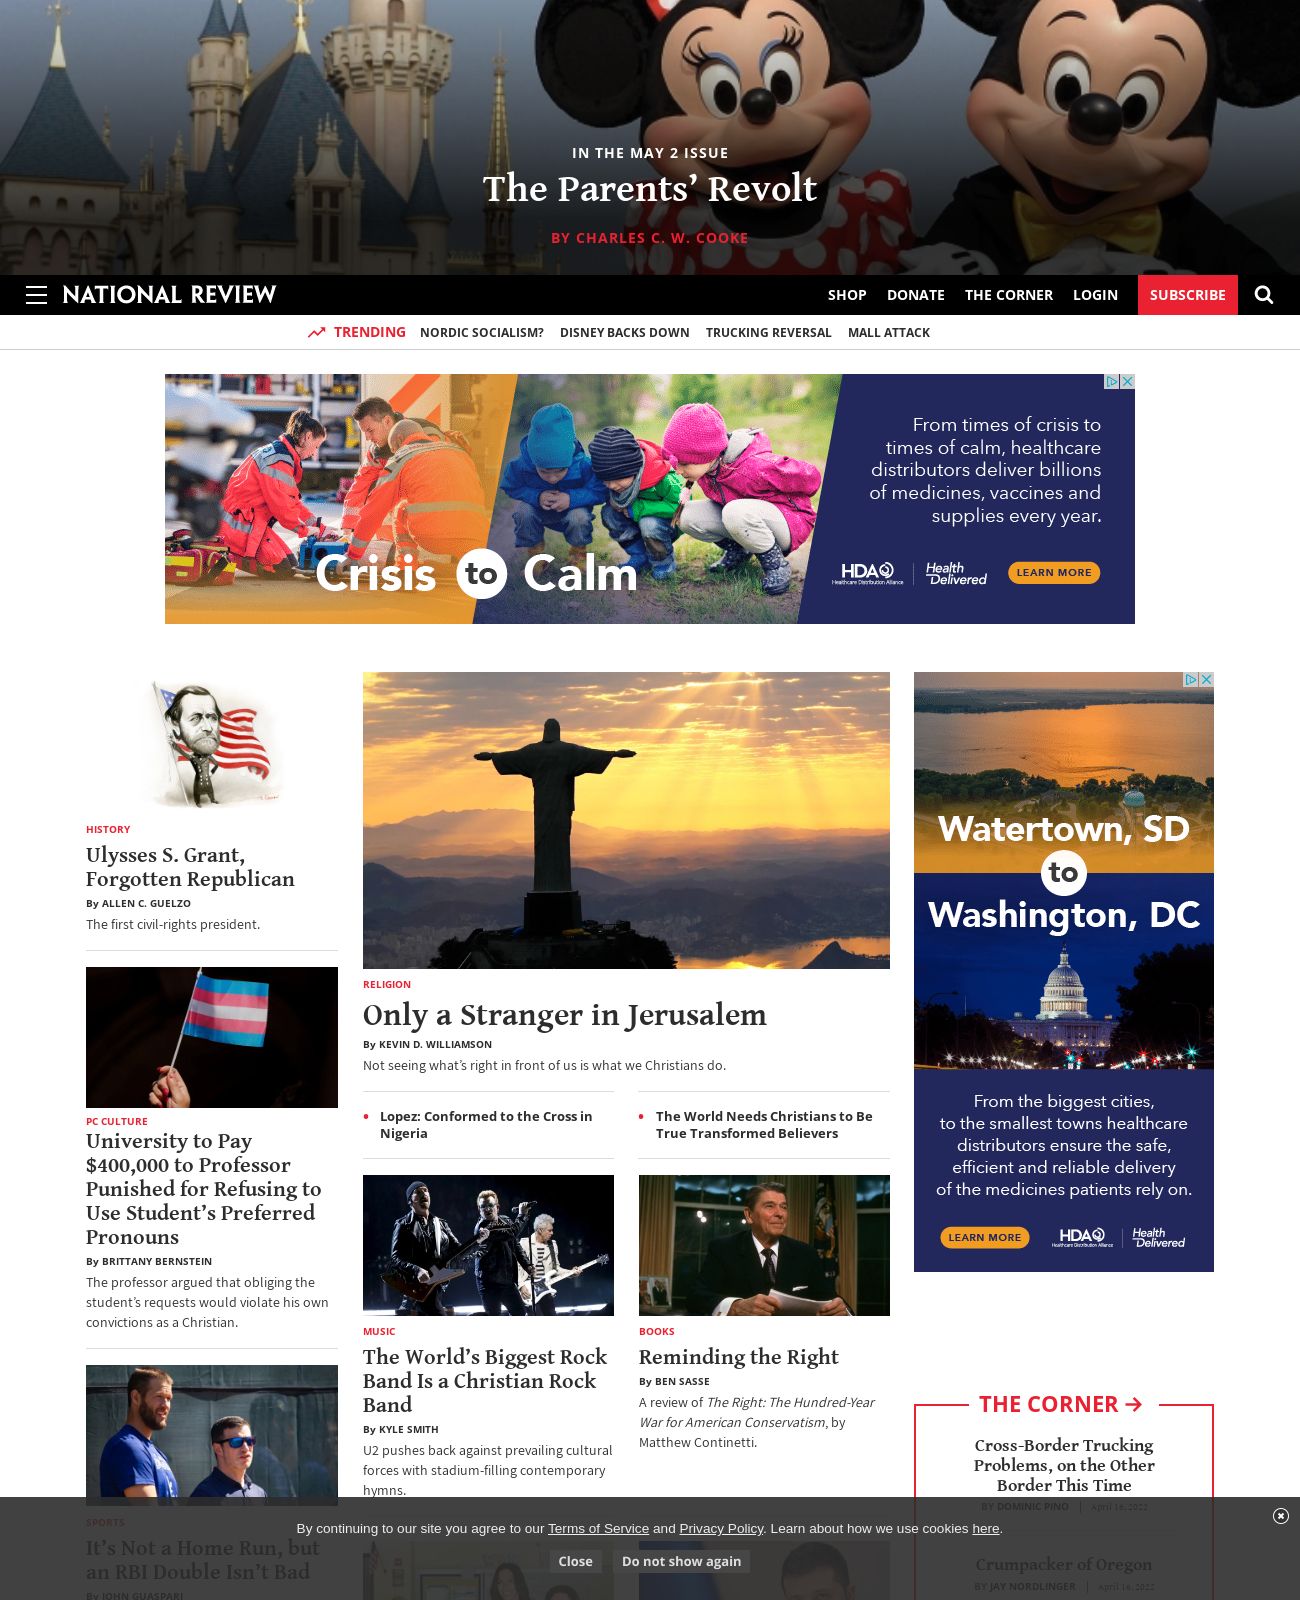 IN THE MAY 2 ISSUE
The Parents’ Revolt
BY CHARLES C. W. COOKE
NATIONAL REVIEW
SHOP DONATE THE CORNER LOGIN SUBSCRIBE
TRENDING NORDIC SOCIALISM? DISNEY BACKS DOWN TRUCKING REVERSAL MALL ATTACK
From times of crisis to
times of calm, healthcare
distributors deliver billions
of medicines, vaccines and
supplies every year.
Crisis to Calm
HDA
Healthcare Distribution Alliance
Health
Delivered
LEARN MORE
HISTORY
Ulysses S. Grant,
Forgotten Republican
By ALLEN C. GUELZO
The first civil-rights president.
PC CULTURE
University to Pay
$400,000 to Professor
Punished for Refusing to
Use Student’s Preferred
Pronouns
By BRITTANY BERNSTEIN
The professor argued that obliging the
student’s requests would violate his own
convictions as a Christian.
SPORTS
It’s Not a Home Run, but
an RBI Double Isn’t Bad
By JOHN GUASPARI
RELIGION
Only a Stranger in Jerusalem
By KEVIN D. WILLIAMSON
Not seeing what’s right in front of us is what we Christians do.
Lopez: Conformed to the Cross in
Nigeria
The World Needs Christians to Be
True Transformed Believers
MUSIC
The World’s Biggest Rock
Band Is a Christian Rock
Band
By KYLE SMITH
U2 pushes back against prevailing cultural
forces with stadium-filling contemporary
hymns.
BOOKS
Reminding the Right
By BEN SASSE
A review of The Right: The Hundred-Year
War for American Conservatism, by
Matthew Continetti.
Watertown, SD
to
Washington, DC
From the biggest cities,
to the smallest towns healthcare
distributors ensure the safe,
efficient and reliable delivery
of the medicines patients rely on.
LEARN MORE
HDA
Healthcare Distribution Alliance
Health
Delivered
THE CORNER
Cross-Border Trucking
Problems, on the Other
Border This Time
BY DOMINIC PINO | April 16, 2022
Crumpacker of Oregon
BY JAY NORDLINGER | April 16, 2022
By continuing to our site you agree to our Terms of Service and Privacy Policy. Learn about how we use cookies here.
Close Do not show again